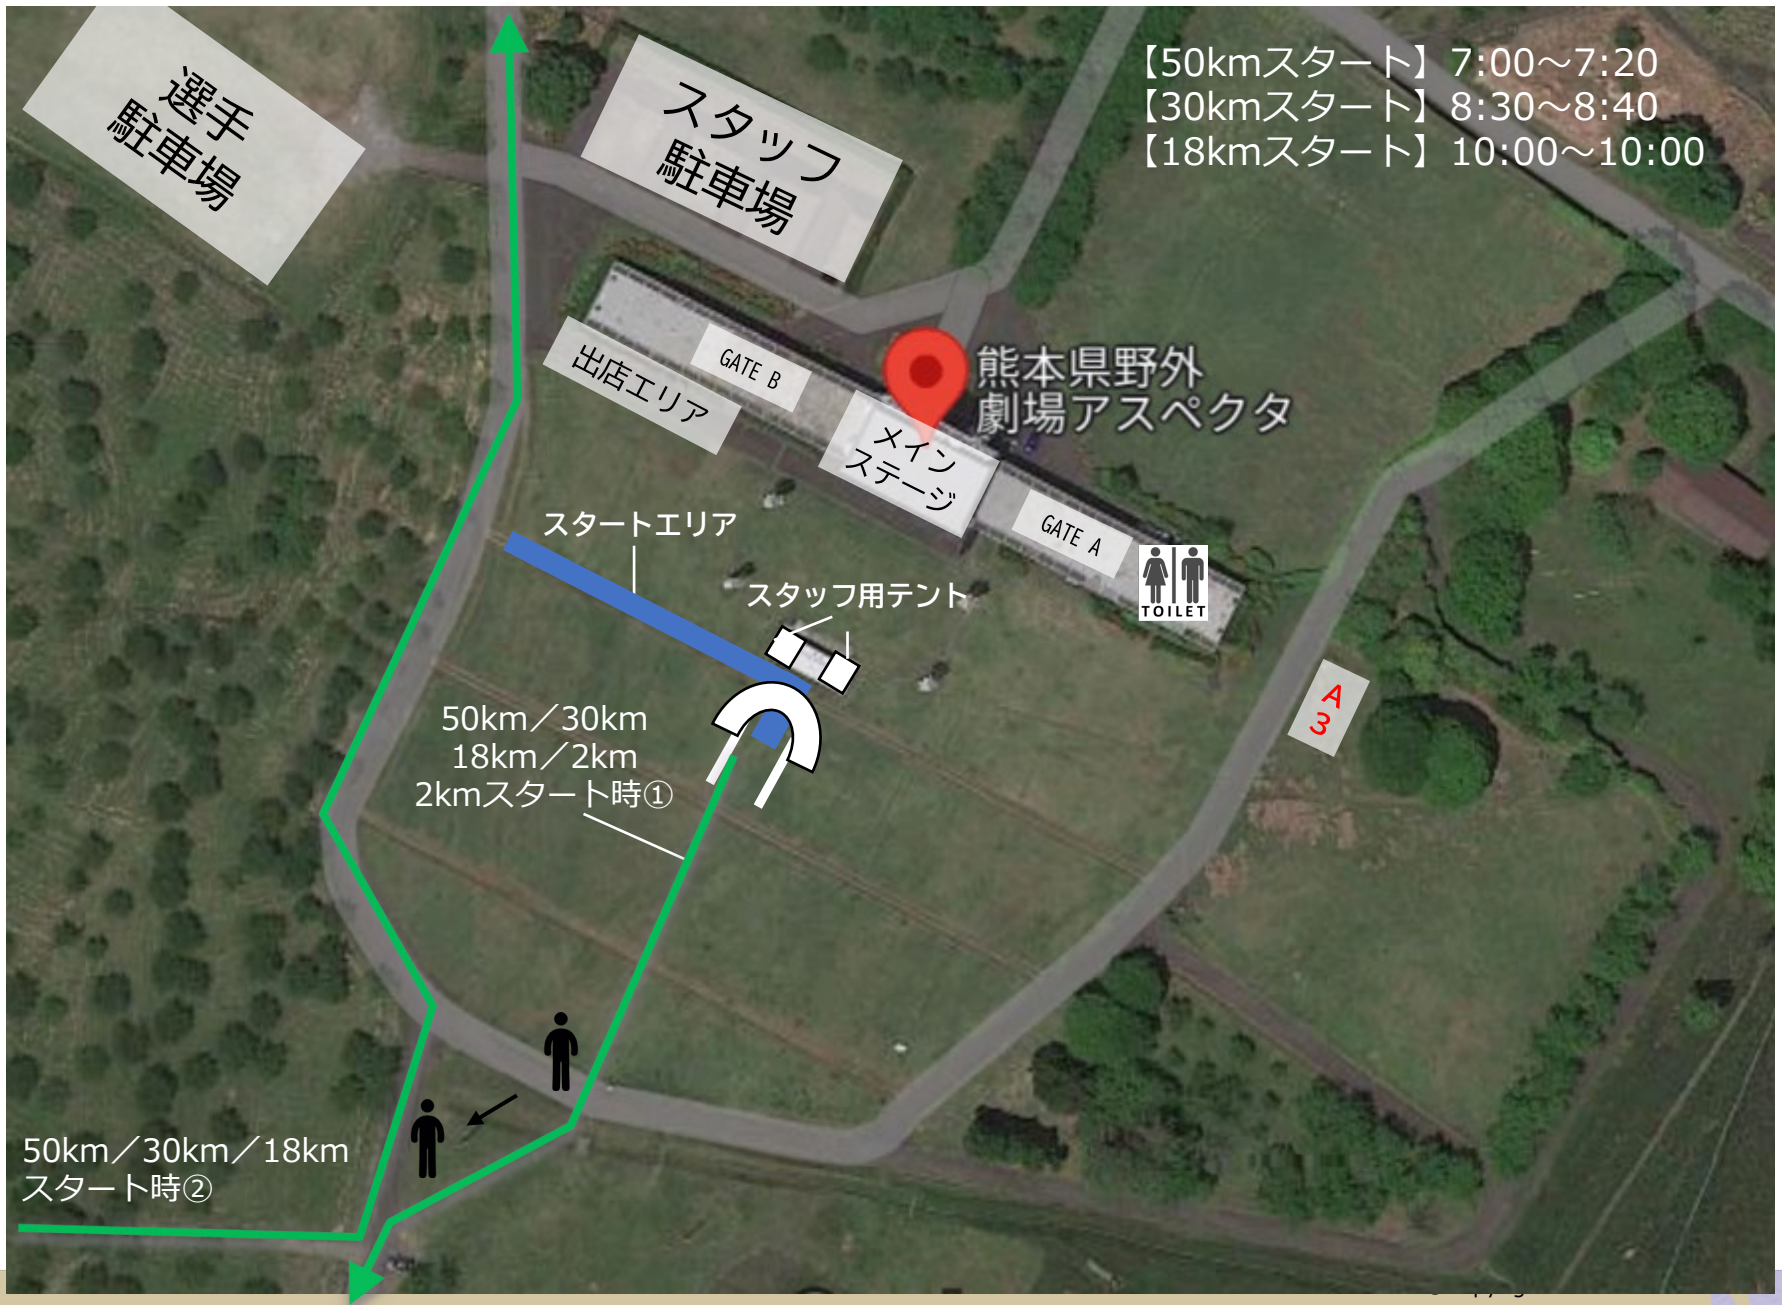 【50kmスタート】7:00～7:20
【30kmスタート】8:30～8:40
【18kmスタート】10:00～10:00
選手
駐車場
スタッフ
駐車場
GATE B
出店エリア
熊本県野外
劇場アスペクタ
メイン
ステージ
GATE A
TOILET
スタートエリア
スタッフ用テント
A
3
50km／30km
18km／2km
2kmスタート時①
50km／30km／18km
スタート時②